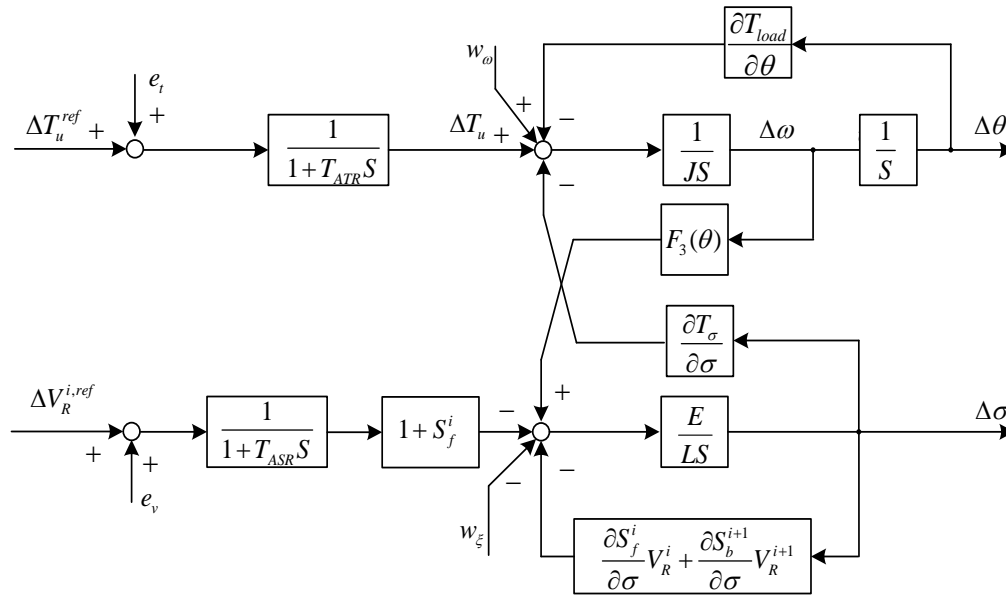 ∂T_load
∂θ
w_ω
e_t
+
+
−
ΔT_u^ref +
1
1+T_ATR S
ΔT_u +
1
JS
Δω
1
S
Δθ
−
F_3(θ)
∂T_σ
∂σ
ΔV_R^i,ref
+
+
e_v
1
1+T_ASR S
1+S_f^i
−
+
E
LS
Δσ
−
−
w_ξ
∂S_f^i/∂σ V_R^i + ∂S_b^i+1/∂σ V_R^i+1